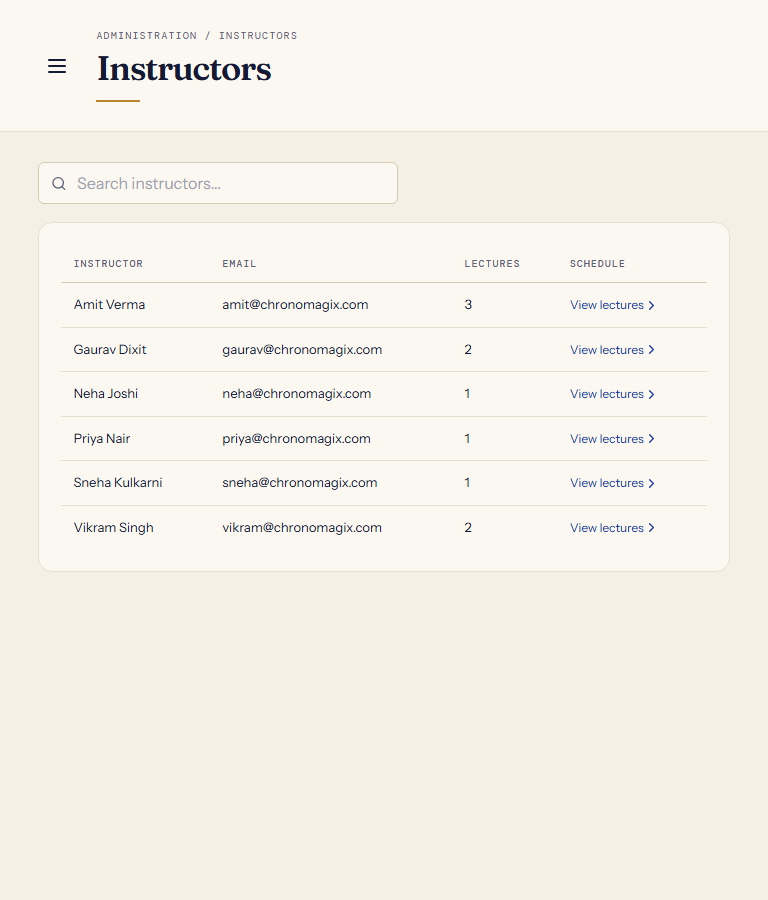 ADMINISTRATION / INSTRUCTORS
Instructors
Search instructors...
INSTRUCTOR EMAIL LECTURES SCHEDULE
Amit Verma amit@chronomagix.com 3 View lectures
Gaurav Dixit gaurav@chronomagix.com 2 View lectures
Neha Joshi neha@chronomagix.com 1 View lectures
Priya Nair priya@chronomagix.com 1 View lectures
Sneha Kulkarni sneha@chronomagix.com 1 View lectures
Vikram Singh vikram@chronomagix.com 2 View lectures